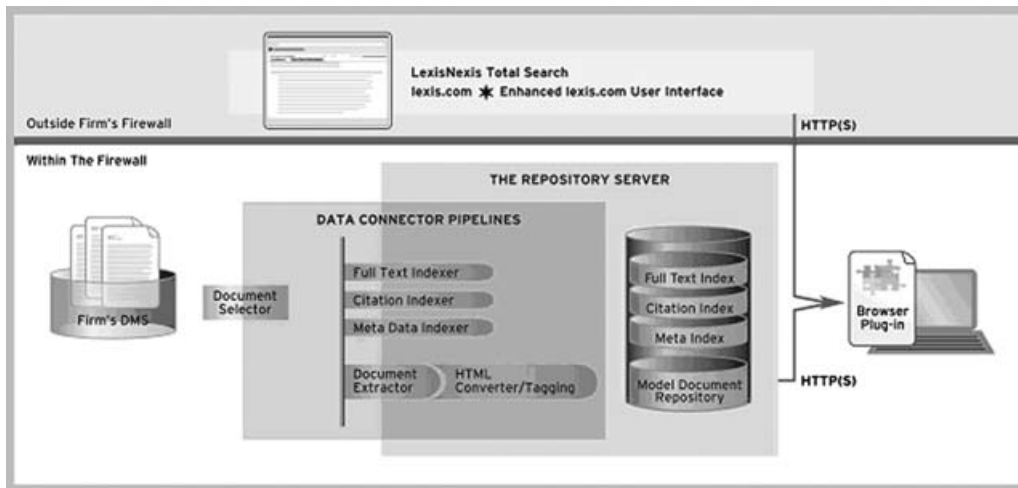 LexisNexis Total Search
lexis.com ✶ Enhanced lexis.com User Interface
Outside Firm's Firewall
HTTP(S)
Within The Firewall
THE REPOSITORY SERVER
DATA CONNECTOR PIPELINES
Firm's DMS
Document
Selector
Full Text Indexer
Citation Indexer
Meta Data Indexer
Document
Extractor
HTML
Converter/Tagging
Full Text Index
Citation Index
Meta Index
Model Document
Repository
Browser
Plug-in
HTTP(S)